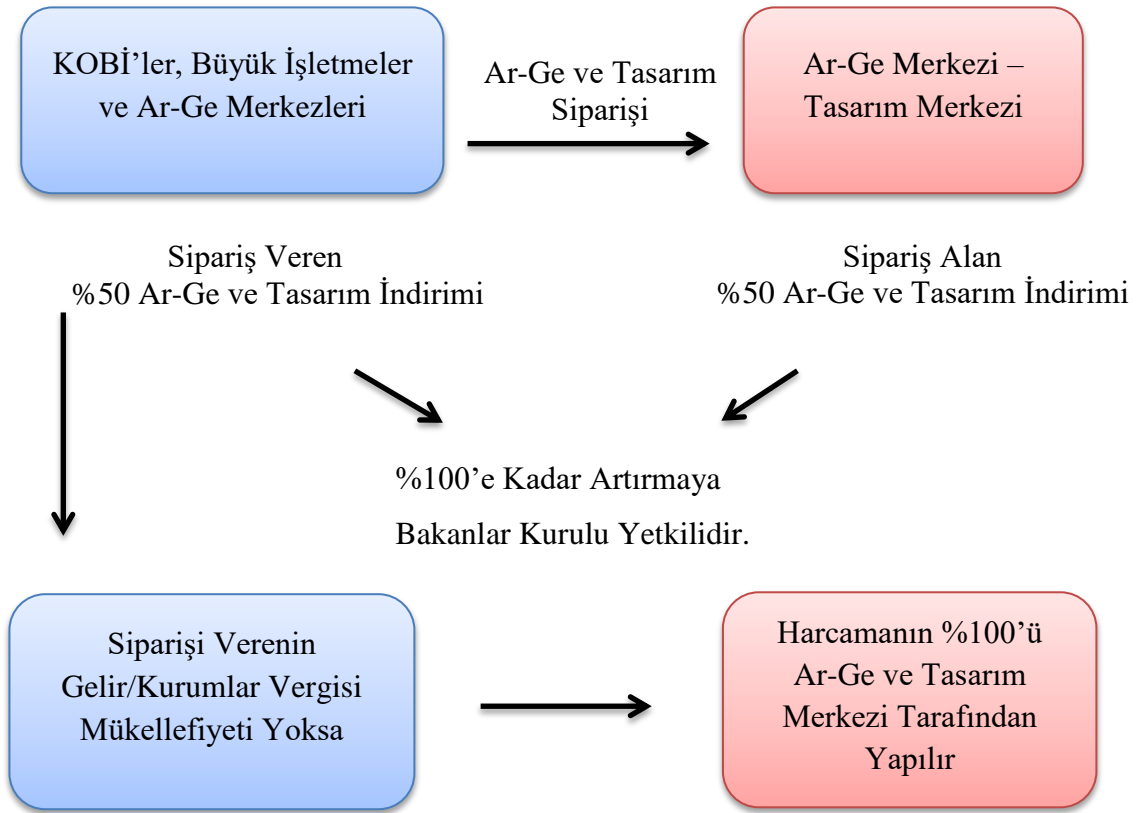 KOBİ’ler, Büyük İşletmeler
ve Ar-Ge Merkezleri
Ar-Ge ve Tasarım
Siparişi
Ar-Ge Merkezi –
Tasarım Merkezi
Sipariş Veren
%50 Ar-Ge ve Tasarım İndirimi
Sipariş Alan
%50 Ar-Ge ve Tasarım İndirimi
%100’e Kadar Artırmaya
Bakanlar Kurulu Yetkilidir.
Siparişi Verenin
Gelir/Kurumlar Vergisi
Mükellefiyeti Yoksa
Harcamanın %100’ü
Ar-Ge ve Tasarım
Merkezi Tarafından
Yapılır